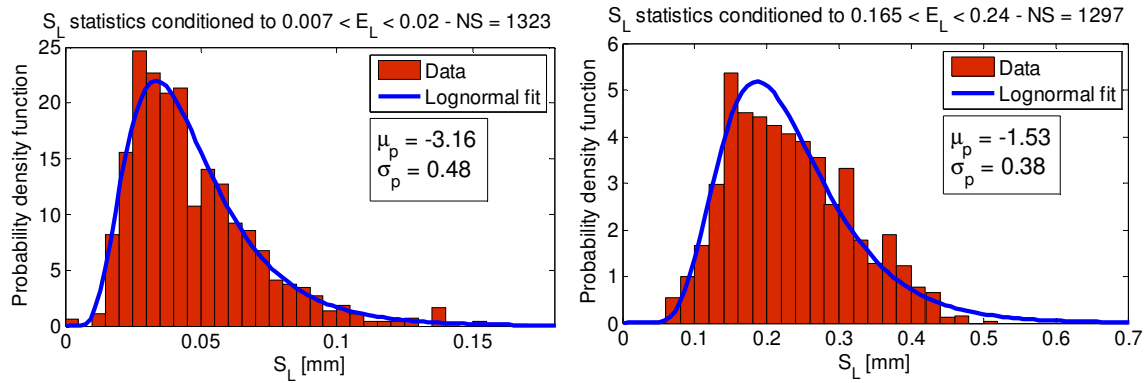 S_L statistics conditioned to 0.007 < E_L < 0.02 - NS = 1323
Probability density function
25
20
15
10
5
0
0
0.05
0.1
0.15
S_L [mm]
Data
Lognormal fit
μ_p = -3.16
σ_p = 0.48
S_L statistics conditioned to 0.165 < E_L < 0.24 - NS = 1297
Probability density function
6
5
4
3
2
1
0
0
0.1
0.2
0.3
0.4
0.5
0.6
0.7
S_L [mm]
Data
Lognormal fit
μ_p = -1.53
σ_p = 0.38